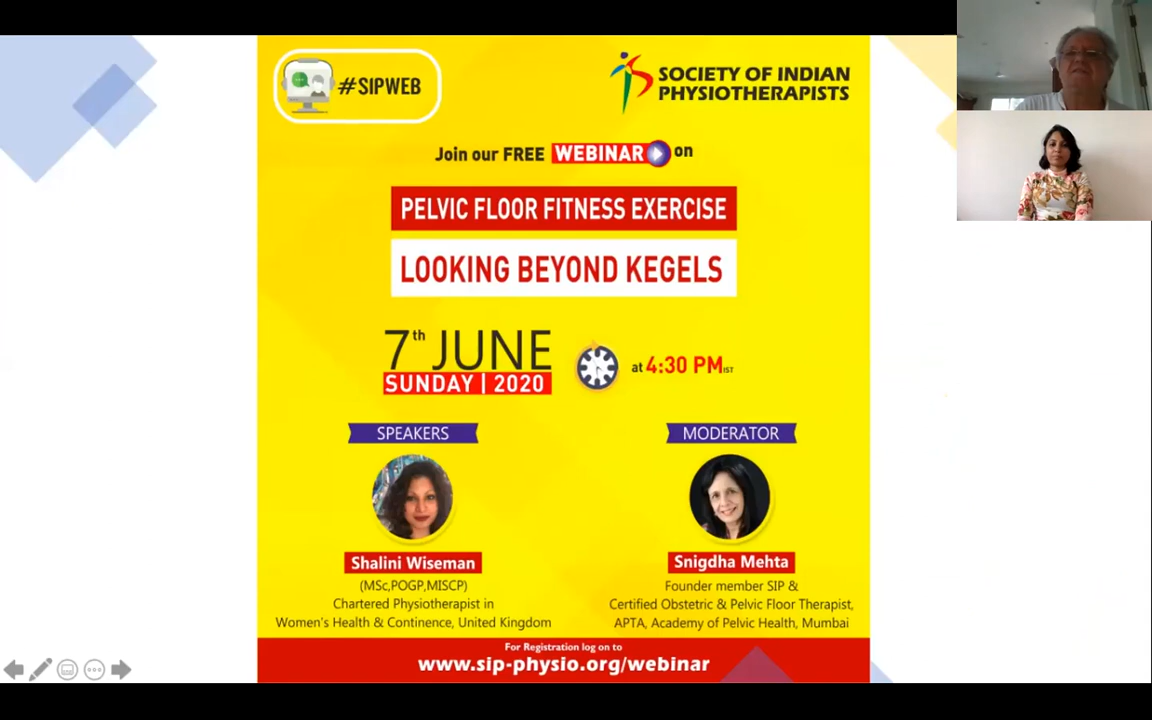 #SIPWEB
SOCIETY OF INDIAN
PHYSIOTHERAPISTS
Join our FREE WEBINAR on
PELVIC FLOOR FITNESS EXERCISE
LOOKING BEYOND KEGELS
7th JUNE
SUNDAY | 2020
at 4:30 PM IST
SPEAKERS
Shalini Wiseman
(MSc,POGP,MISCP)
Chartered Physiotherapist in
Women's Health & Continence, United Kingdom
MODERATOR
Snigdha Mehta
Founder member SIP &
Certified Obstetric & Pelvic Floor Therapist,
APTA, Academy of Pelvic Health, Mumbai
For Registration log on to
www.sip-physio.org/webinar